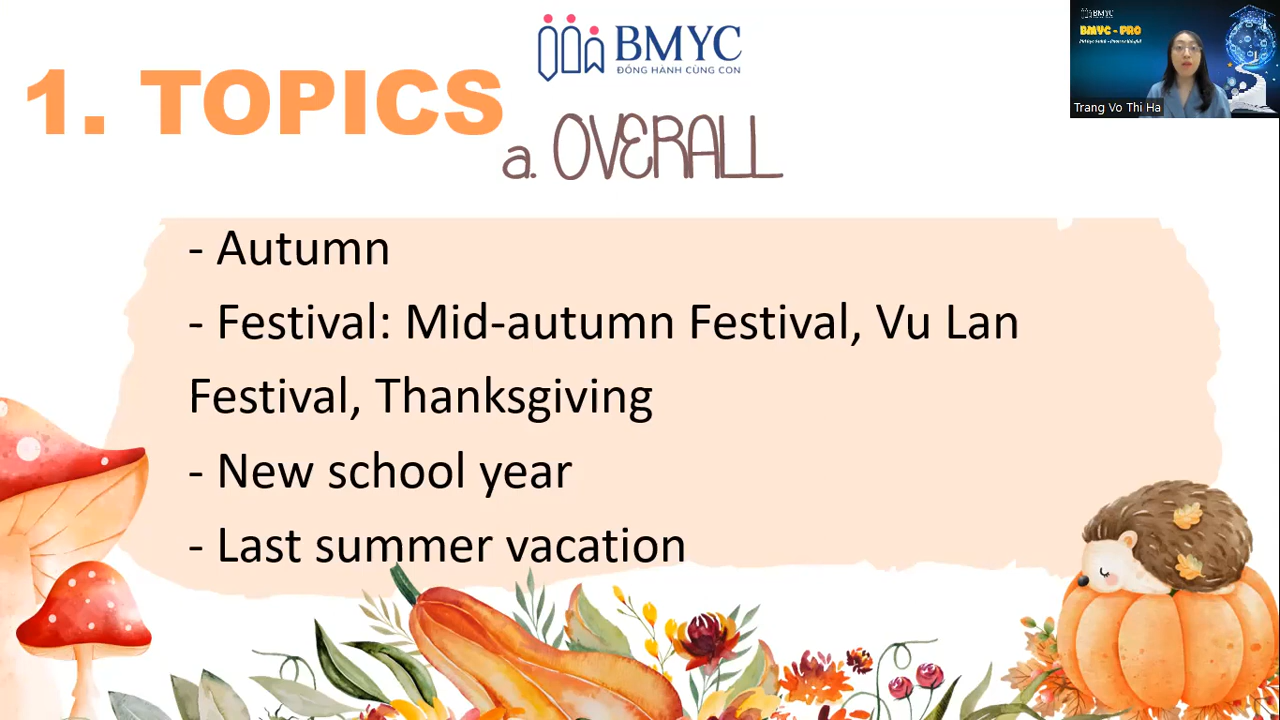 1. TOPICS
BMYC
ĐỒNG HÀNH CÙNG CON
a. OVERALL
- Autumn
- Festival: Mid-autumn Festival, Vu Lan
Festival, Thanksgiving
- New school year
- Last summer vacation
BMYC
BMYC - PRO
Trang Vo Thi Ha